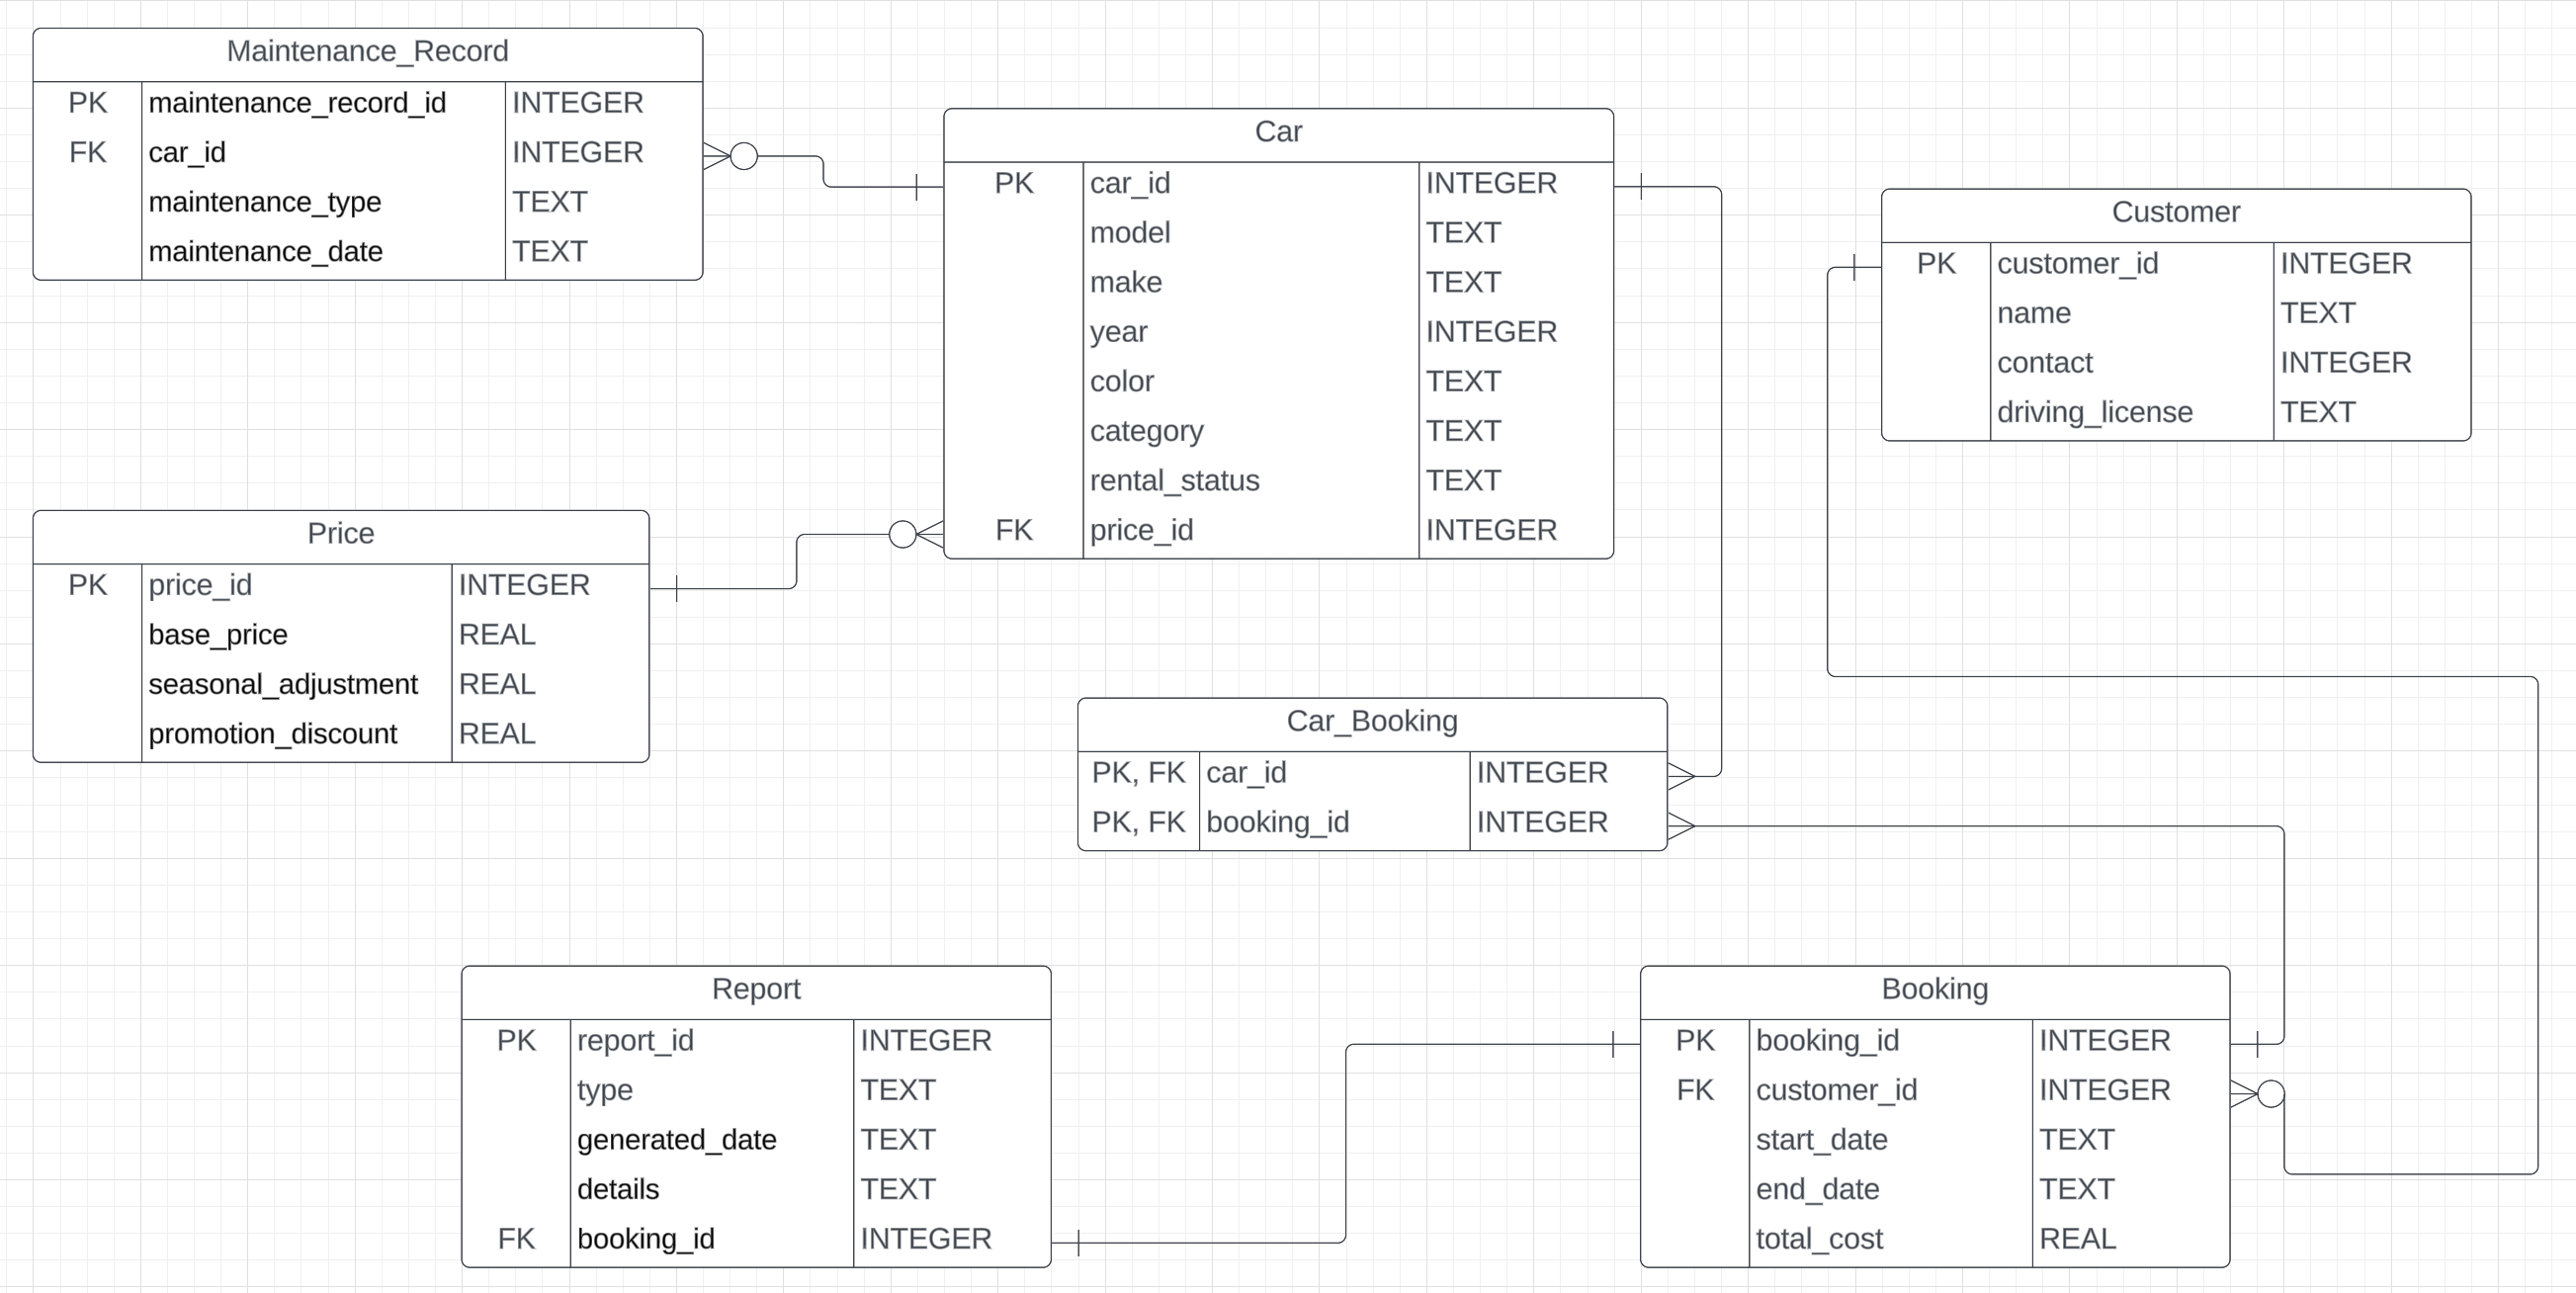 Maintenance_Record
PK maintenance_record_id INTEGER
FK car_id INTEGER
maintenance_type TEXT
maintenance_date TEXT
Car
PK car_id INTEGER
model TEXT
make TEXT
year INTEGER
color TEXT
category TEXT
rental_status TEXT
FK price_id INTEGER
Customer
PK customer_id INTEGER
name TEXT
contact INTEGER
driving_license TEXT
Price
PK price_id INTEGER
base_price REAL
seasonal_adjustment REAL
promotion_discount REAL
Car_Booking
PK, FK car_id INTEGER
PK, FK booking_id INTEGER
Report
PK report_id INTEGER
type TEXT
generated_date TEXT
details TEXT
FK booking_id INTEGER
Booking
PK booking_id INTEGER
FK customer_id INTEGER
start_date TEXT
end_date TEXT
total_cost REAL